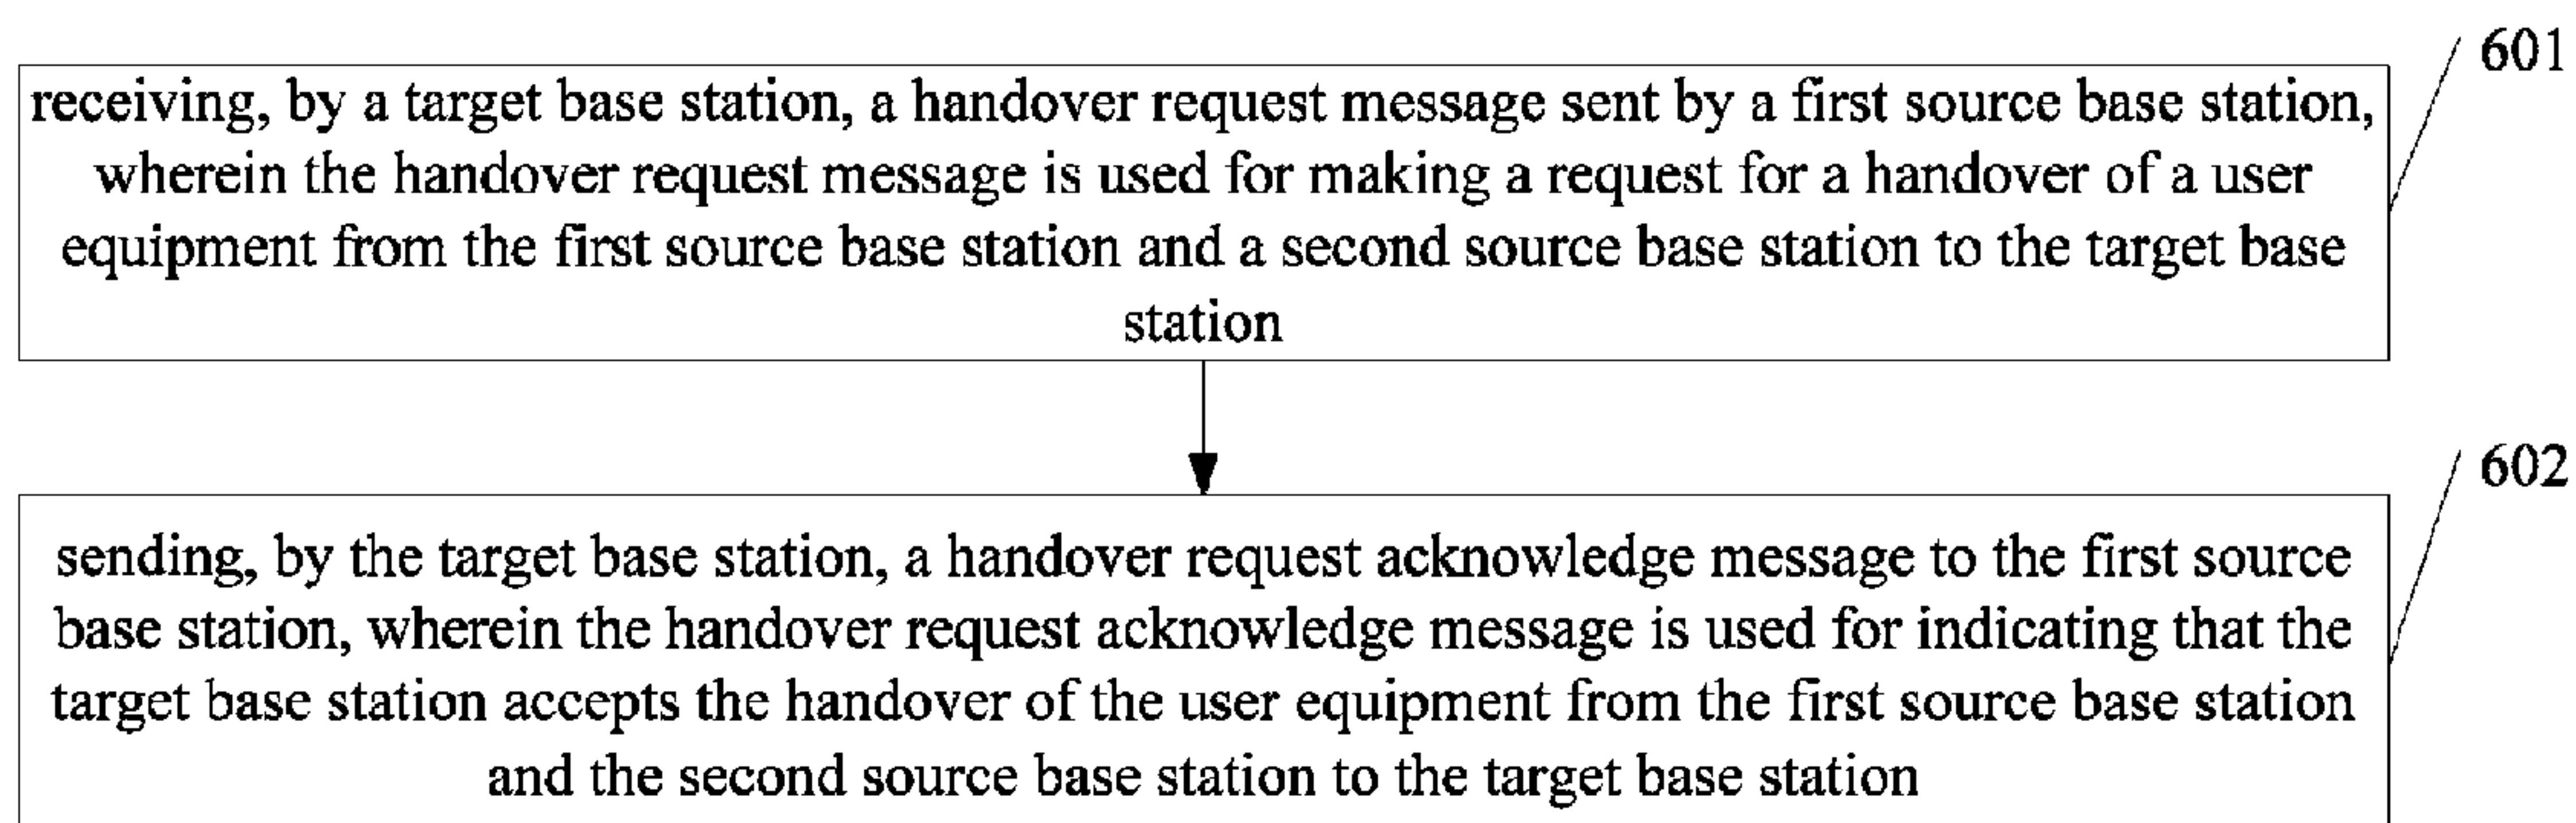 601
receiving, by a target base station, a handover request message sent by a first source base station,
wherein the handover request message is used for making a request for a handover of a user
equipment from the first source base station and a second source base station to the target base
station
602
sending, by the target base station, a handover request acknowledge message to the first source
base station, wherein the handover request acknowledge message is used for indicating that the
target base station accepts the handover of the user equipment from the first source base station
and the second source base station to the target base station